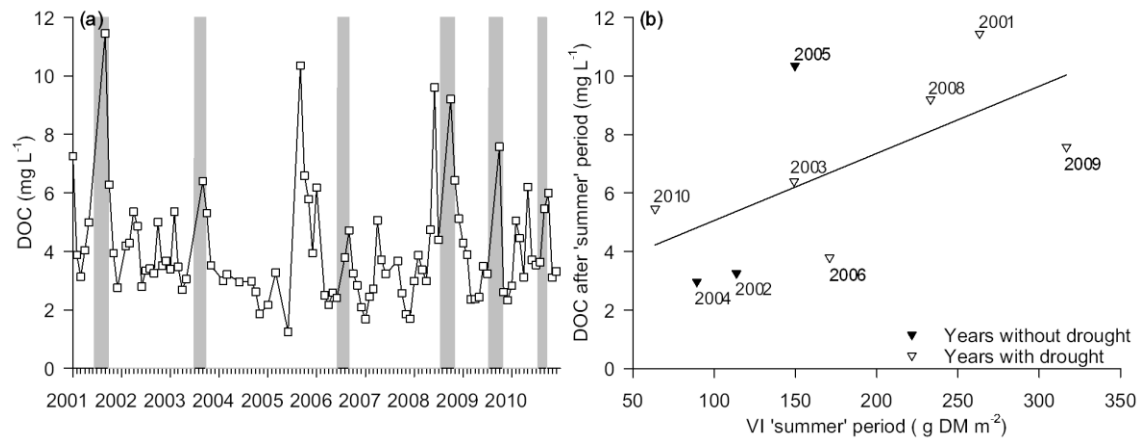 (a)
DOC (mg L⁻¹)
12
10
8
6
4
2
0
2001 2002 2003 2004 2005 2006 2007 2008 2009 2010
(b)
DOC after 'summer' period (mg L⁻¹)
12
10
8
6
4
2
0
2001
2005
2008
2009
2003
2010
2006
2002
2004
Years without drought
Years with drought
50 100 150 200 250 300 350
VI 'summer' period ( g DM m⁻²)